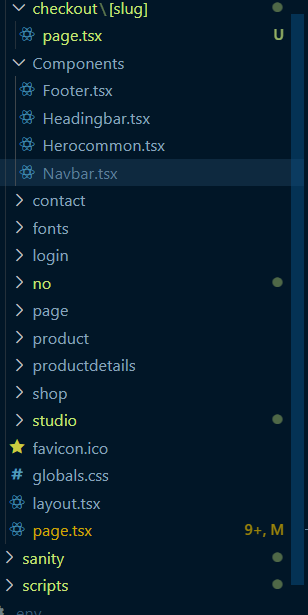 checkout\[slug]
page.tsx U
Components
Footer.tsx
Headingbar.tsx
Herocommon.tsx
Navbar.tsx
contact
fonts
login
no
page
product
productdetails
shop
studio
favicon.ico
# globals.css
layout.tsx
page.tsx 9+, M
sanity
scripts
.env